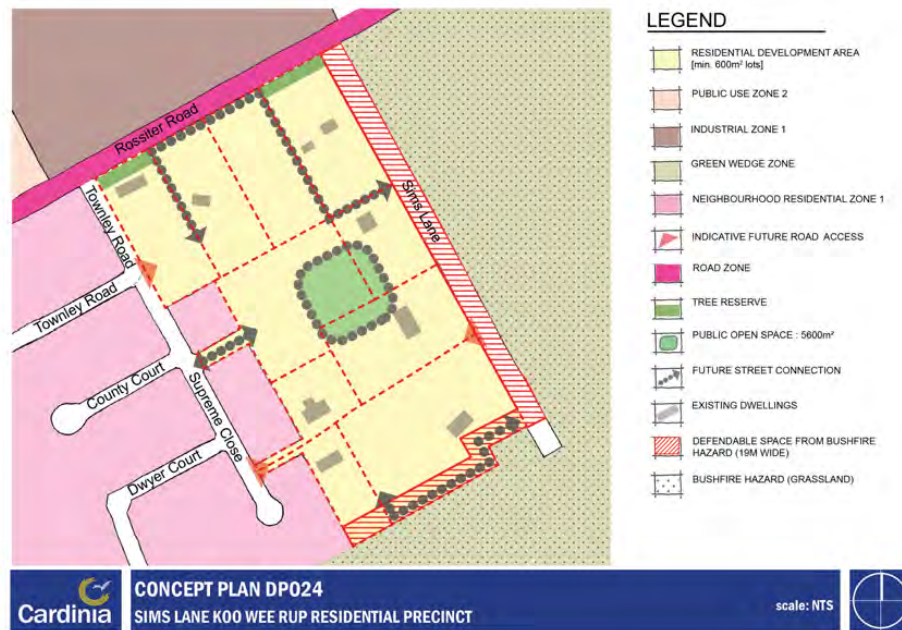 LEGEND
RESIDENTIAL DEVELOPMENT AREA
[min. 600m² lots]
PUBLIC USE ZONE 2
INDUSTRIAL ZONE 1
GREEN WEDGE ZONE
NEIGHBOURHOOD RESIDENTIAL ZONE 1
INDICATIVE FUTURE ROAD ACCESS
ROAD ZONE
TREE RESERVE
PUBLIC OPEN SPACE : 5600m²
FUTURE STREET CONNECTION
EXISTING DWELLINGS
DEFENDABLE SPACE FROM BUSHFIRE
HAZARD (19M WIDE)
BUSHFIRE HAZARD (GRASSLAND)
Rossiter Road
Townley Road
Sims Lane
Townley Road
County Court
Supreme Close
Dwyer Court
Cardinia
CONCEPT PLAN DPO24
SIMS LANE KOO WEE RUP RESIDENTIAL PRECINCT
scale: NTS